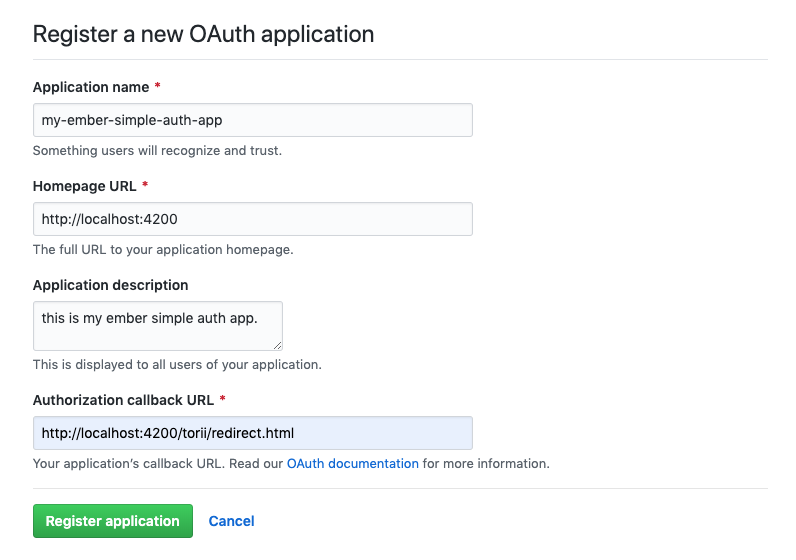 Register a new OAuth application
Application name *
my-ember-simple-auth-app
Something users will recognize and trust.
Homepage URL *
http://localhost:4200
The full URL to your application homepage.
Application description
this is my ember simple auth app.
This is displayed to all users of your application.
Authorization callback URL *
http://localhost:4200/torii/redirect.html
Your application’s callback URL. Read our OAuth documentation for more information.
Register application Cancel